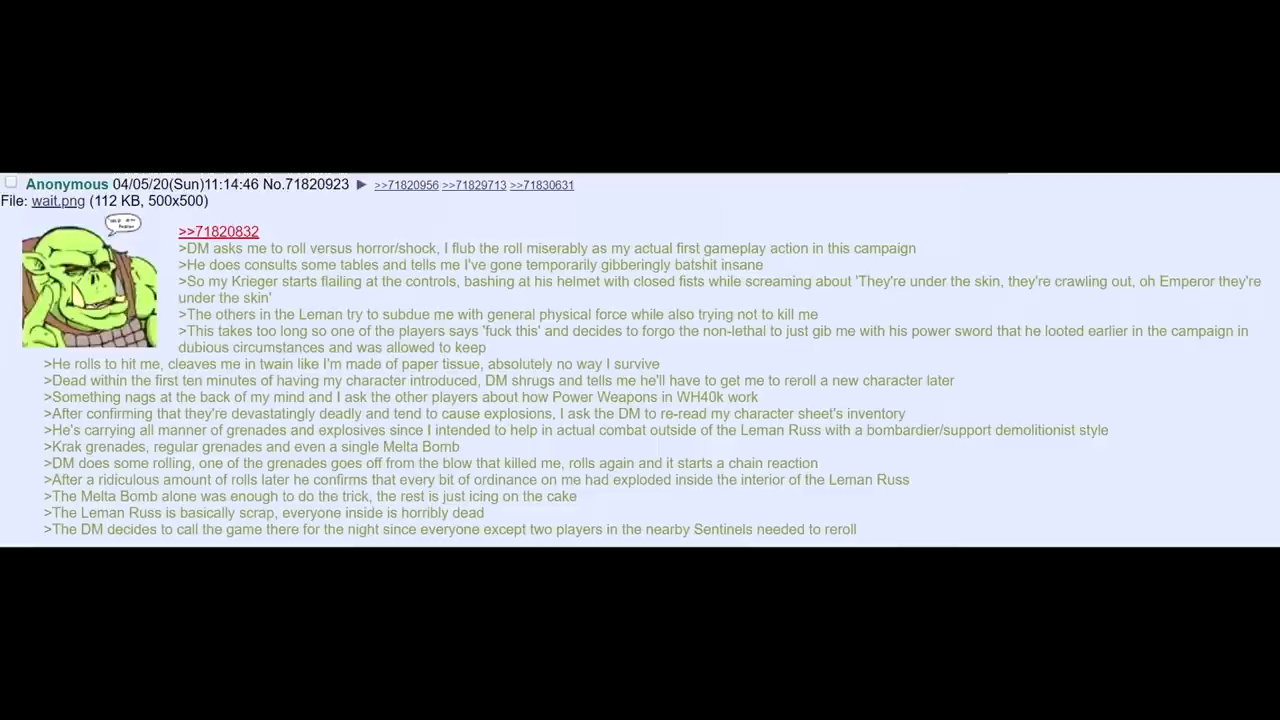 Anonymous 04/05/20(Sun)11:14:46 No.71820923 ▶ >>71820956 >>71829713 >>71830631
File: wait.png (112 KB, 500x500)
>>71820832
>DM asks me to roll versus horror/shock, I flub the roll miserably as my actual first gameplay action in this campaign
>He does consults some tables and tells me I've gone temporarily gibberingly batshit insane
>So my Krieger starts flailing at the controls, bashing at his helmet with closed fists while screaming about 'They're under the skin, they're crawling out, oh Emperor they're
under the skin'
>The others in the Leman try to subdue me with general physical force while also trying not to kill me
>This takes too long so one of the players says 'fuck this' and decides to forgo the non-lethal to just gib me with his power sword that he looted earlier in the campaign in
dubious circumstances and was allowed to keep
>He rolls to hit me, cleaves me in twain like I'm made of paper tissue, absolutely no way I survive
>Dead within the first ten minutes of having my character introduced, DM shrugs and tells me he'll have to get me to reroll a new character later
>Something nags at the back of my mind and I ask the other players about how Power Weapons in WH40k work
>After confirming that they're devastatingly deadly and tend to cause explosions, I ask the DM to re-read my character sheet's inventory
>He's carrying all manner of grenades and explosives since I intended to help in actual combat outside of the Leman Russ with a bombardier/support demolitionist style
>Krak grenades, regular grenades and even a single Melta Bomb
>DM does some rolling, one of the grenades goes off from the blow that killed me, rolls again and it starts a chain reaction
>After a ridiculous amount of rolls later he confirms that every bit of ordinance on me had exploded inside the interior of the Leman Russ
>The Melta Bomb alone was enough to do the trick, the rest is just icing on the cake
>The Leman Russ is basically scrap, everyone inside is horribly dead
>The DM decides to call the game there for the night since everyone except two players in the nearby Sentinels needed to reroll